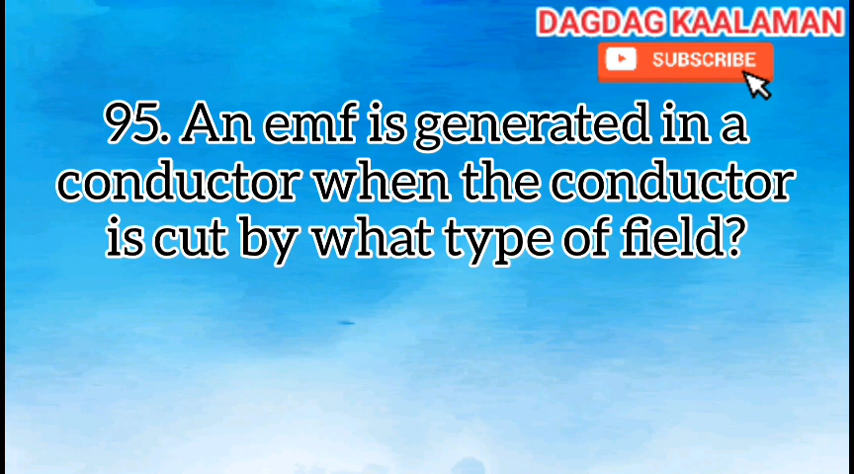 DAGDAG KAALAMAN
SUBSCRIBE
95. An emf is generated in a
conductor when the conductor
is cut by what type of field?